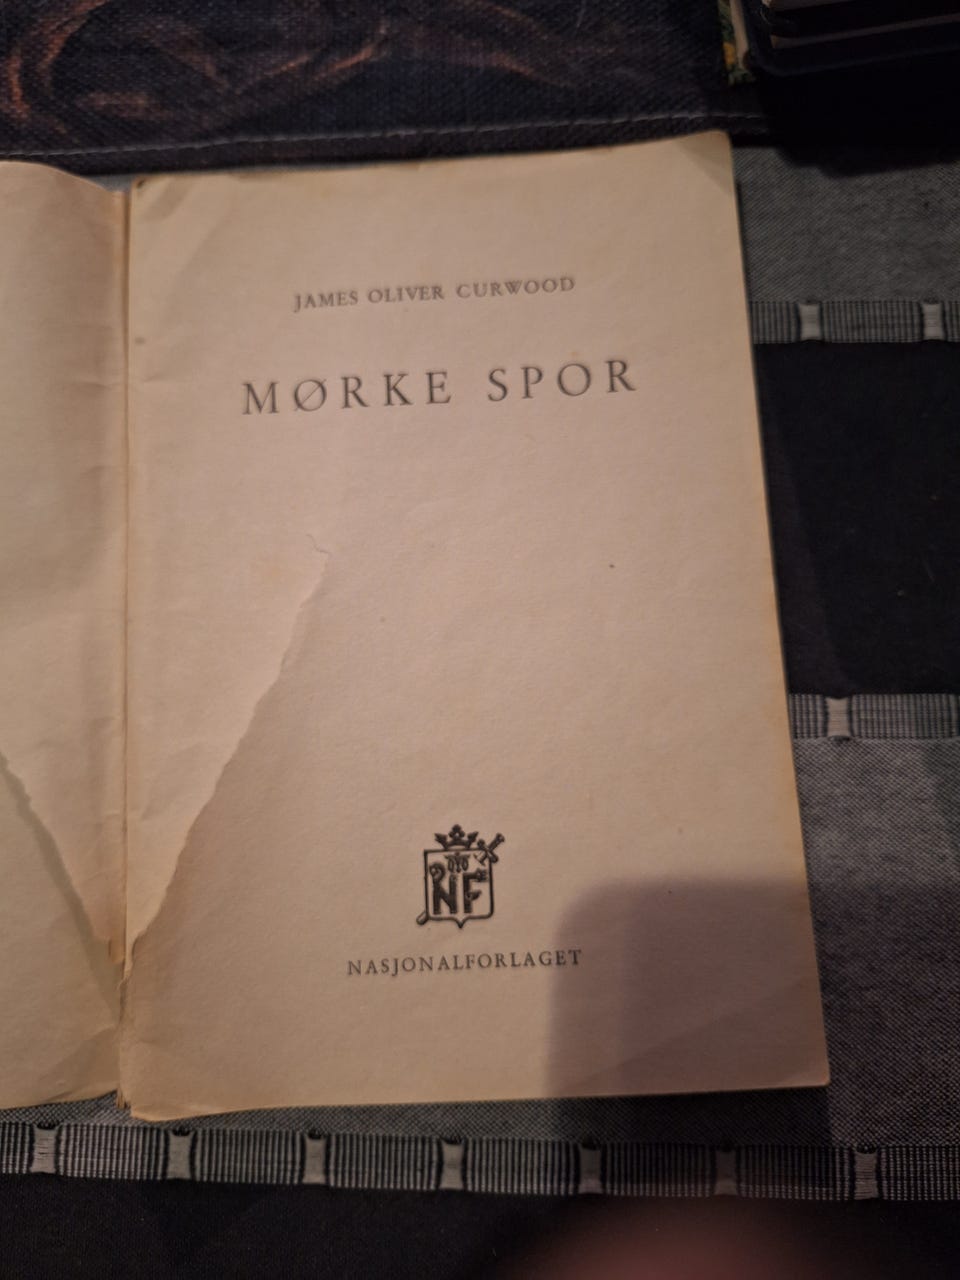 JAMES OLIVER CURWOOD
MØRKE SPOR
NF
NASJONALFORLAGET